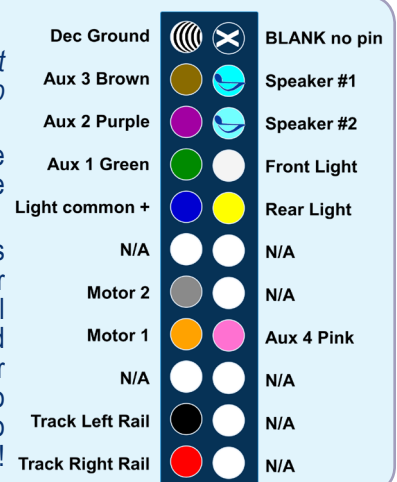 Dec Ground BLANK no pin
Aux 3 Brown Speaker #1
Aux 2 Purple Speaker #2
Aux 1 Green Front Light
Light common + Rear Light
N/A N/A
Motor 2 N/A
Motor 1 Aux 4 Pink
N/A N/A
Track Left Rail N/A
Track Right Rail N/A